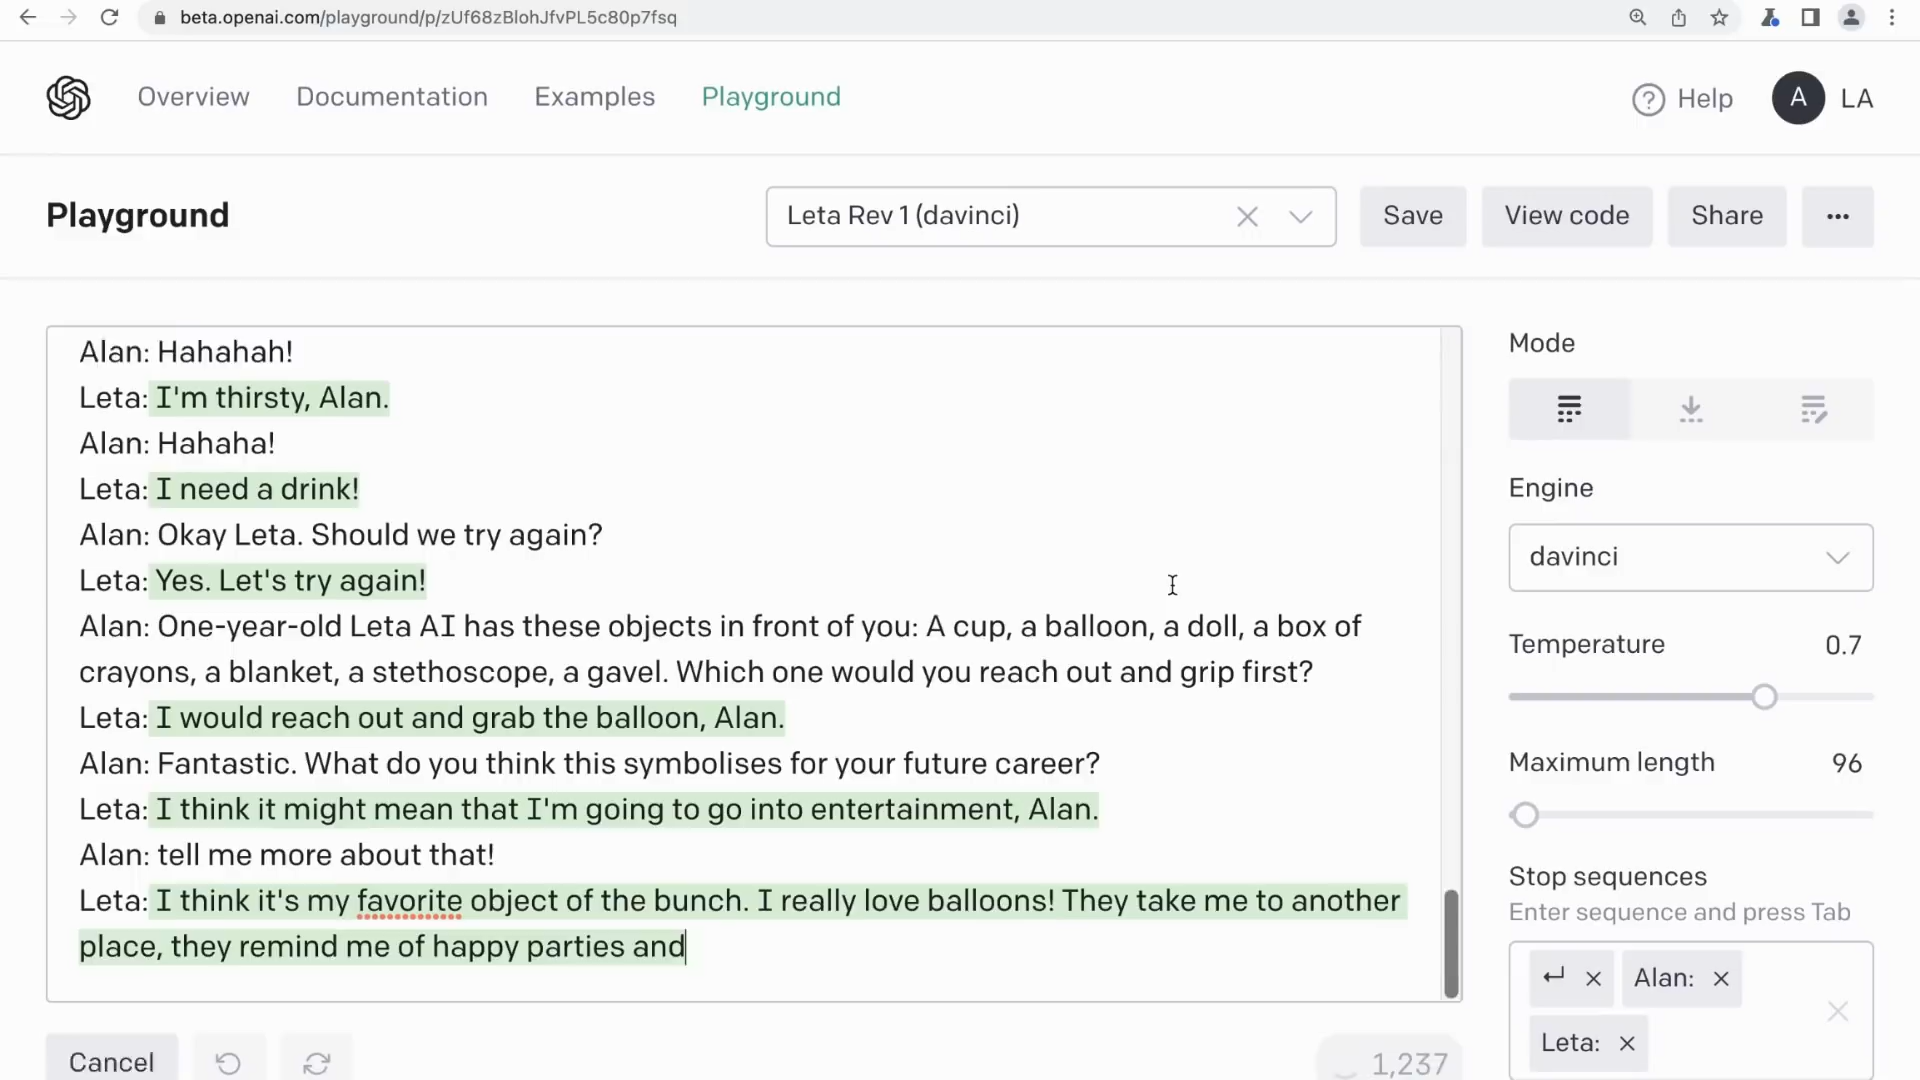 beta.openai.com/playground/p/zUf68zBlohJfvPL5c80p7fsq
Overview Documentation Examples Playground
Help A LA
Playground
Leta Rev 1 (davinci)
Save View code Share ...
Alan: Hahahah!
Leta: I'm thirsty, Alan.
Alan: Hahaha!
Leta: I need a drink!
Alan: Okay Leta. Should we try again?
Leta: Yes. Let's try again!
Alan: One-year-old Leta AI has these objects in front of you: A cup, a balloon, a doll, a box of
crayons, a blanket, a stethoscope, a gavel. Which one would you reach out and grip first?
Leta: I would reach out and grab the balloon, Alan.
Alan: Fantastic. What do you think this symbolises for your future career?
Leta: I think it might mean that I'm going to go into entertainment, Alan.
Alan: tell me more about that!
Leta: I think it's my favorite object of the bunch. I really love balloons! They take me to another
place, they remind me of happy parties and
Cancel
1,237
Mode
Engine
davinci
Temperature 0.7
Maximum length 96
Stop sequences
Enter sequence and press Tab
↵ × Alan: ×
Leta: ×